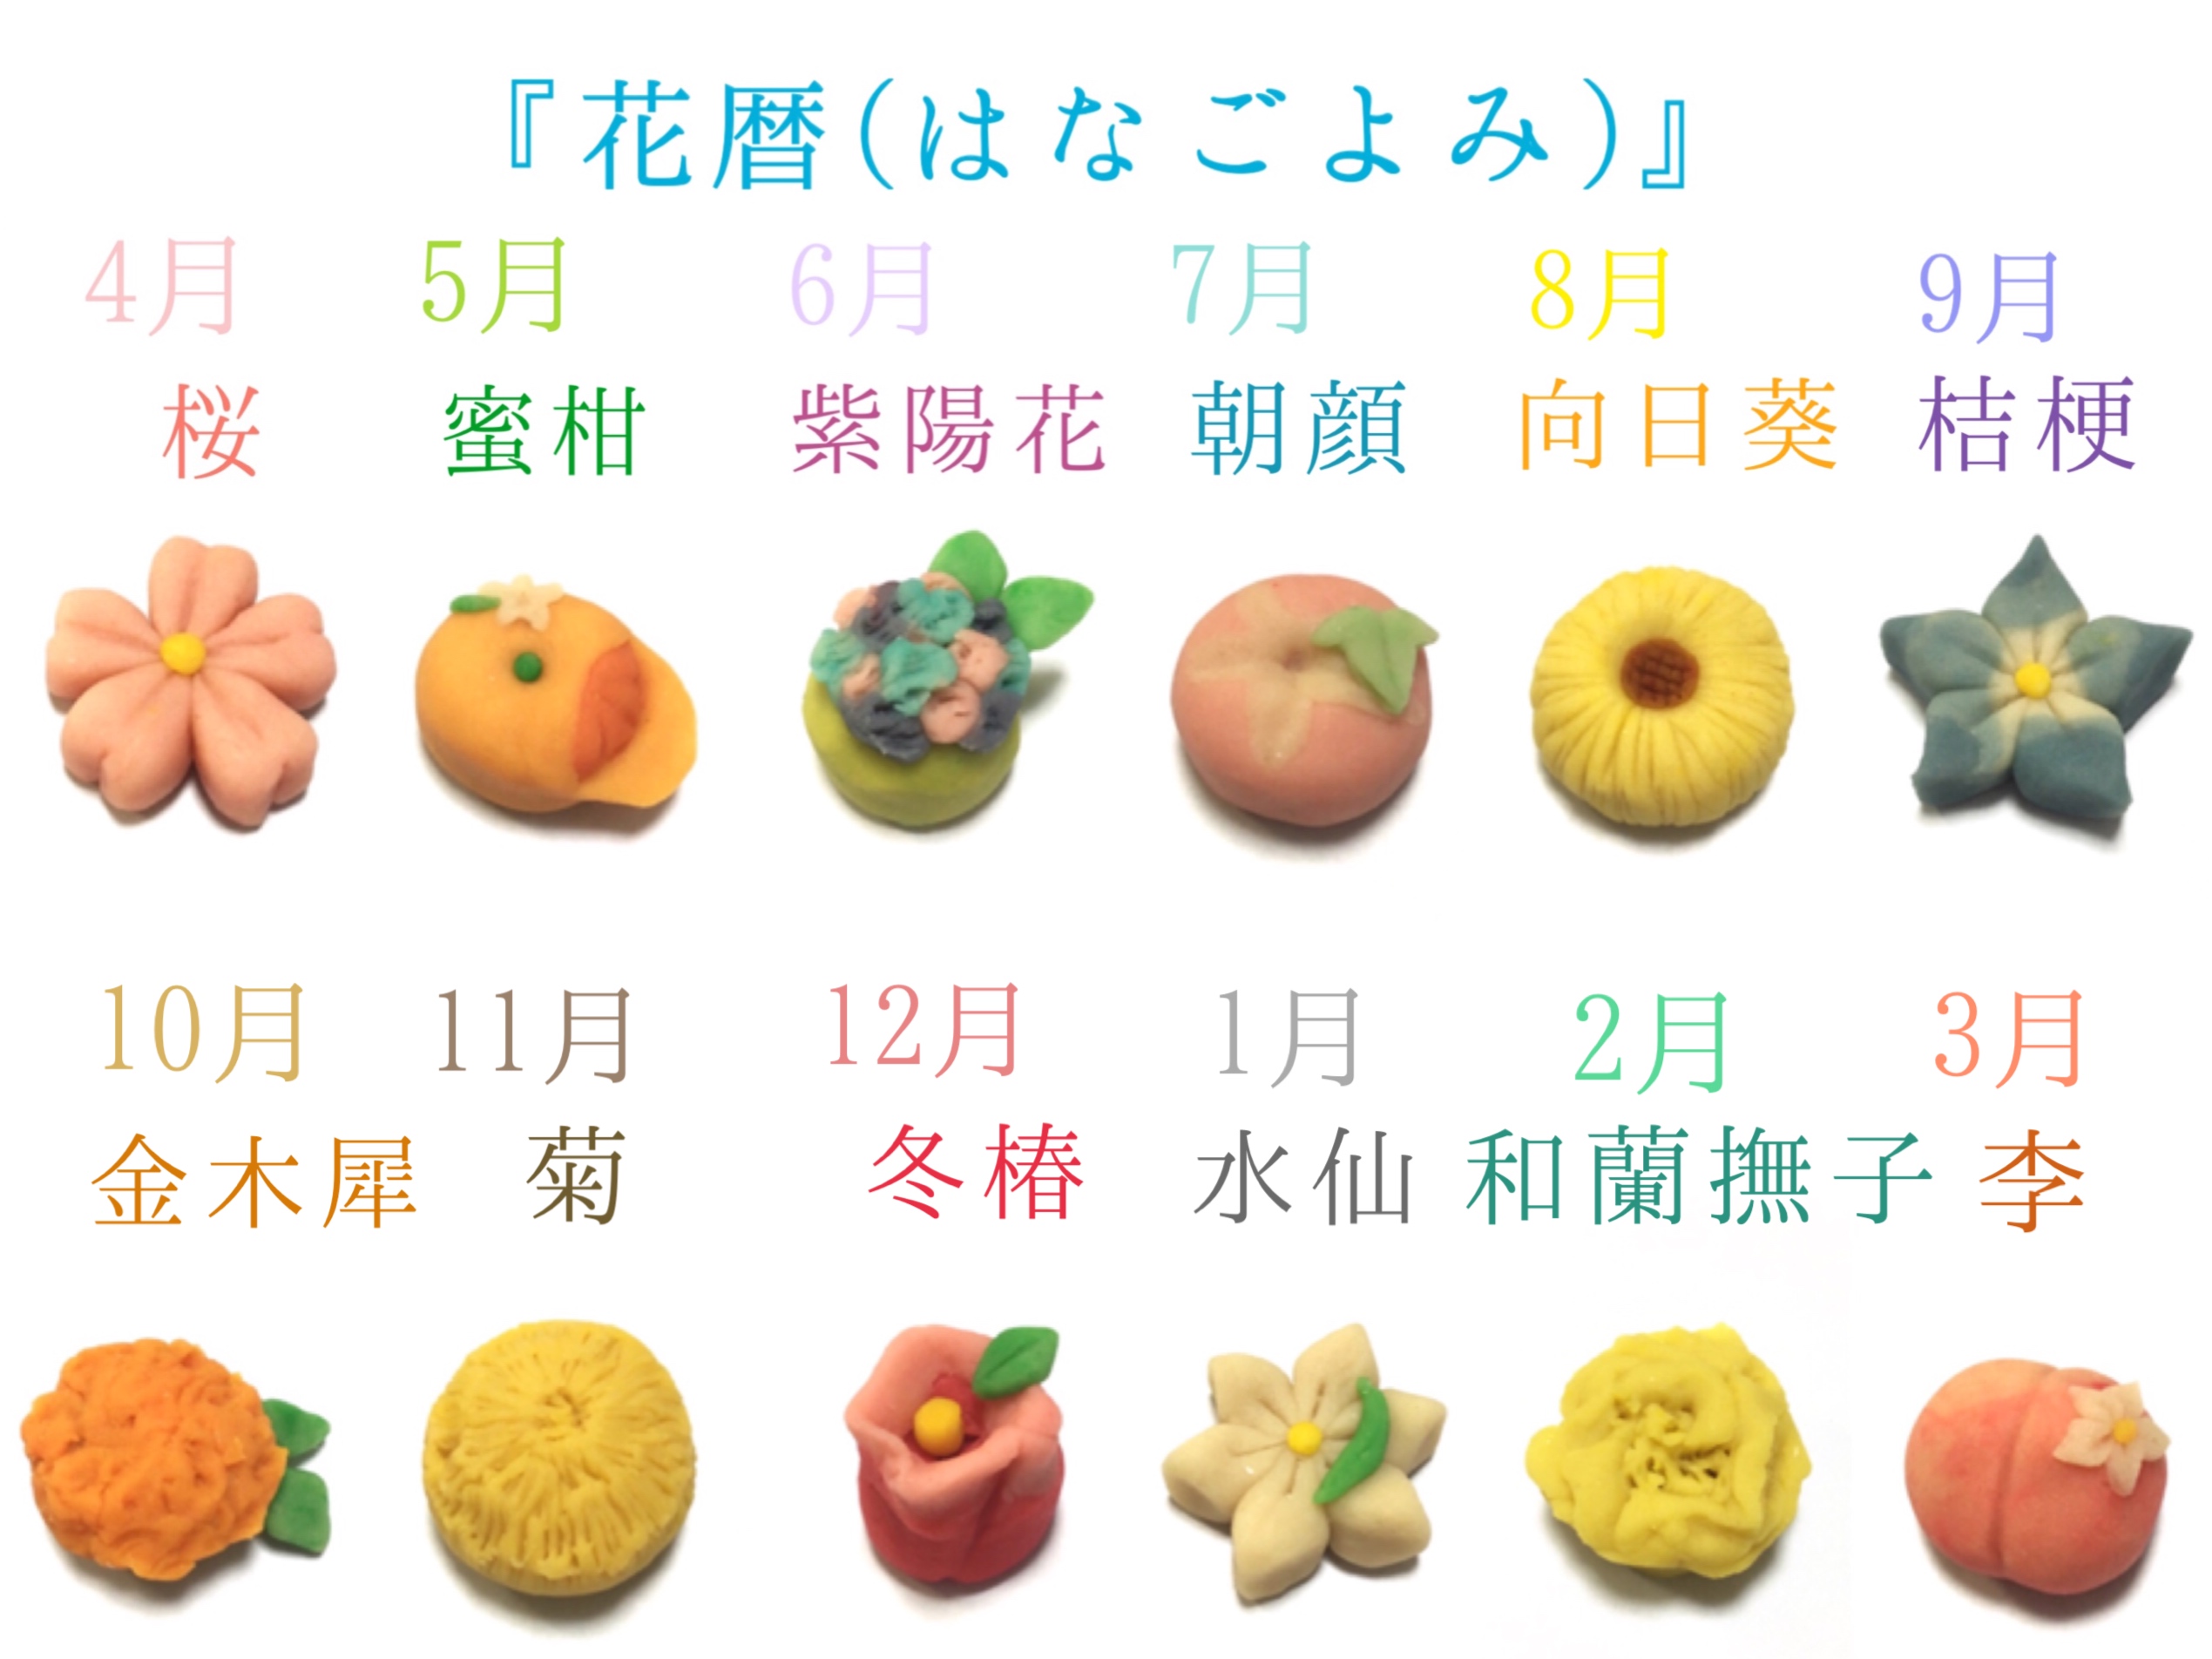 『花暦(はなごよみ)』
4月 5月 6月 7月 8月 9月
桜 蜜柑 紫陽花 朝顔 向日葵 桔梗
10月 11月 12月 1月 2月 3月
金木犀 菊 冬椿 水仙 和蘭撫子 李